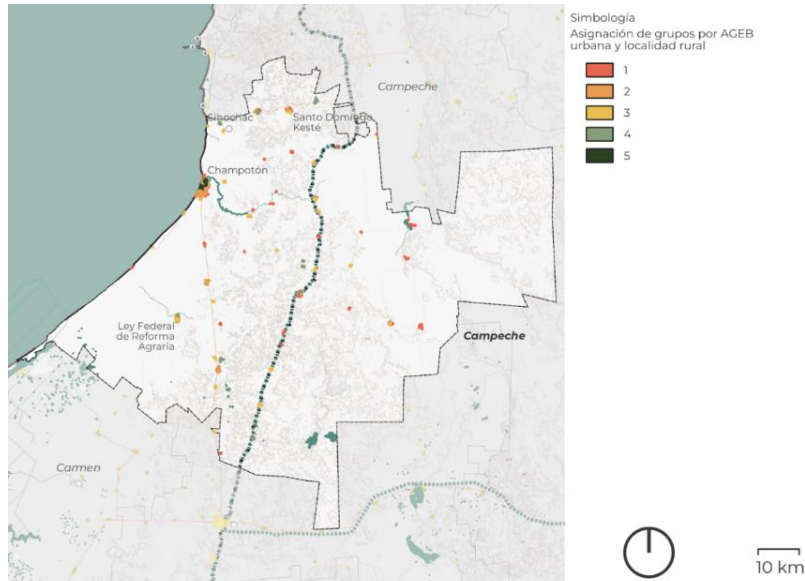 Simbología
Asignación de grupos por AGEB
urbana y localidad rural
1
2
3
4
5
Campeche
Sihochac
Santo Domingo
Kesté
Champotón
Ley Federal
de Reforma
Agraria
Campeche
Carmen
10 km